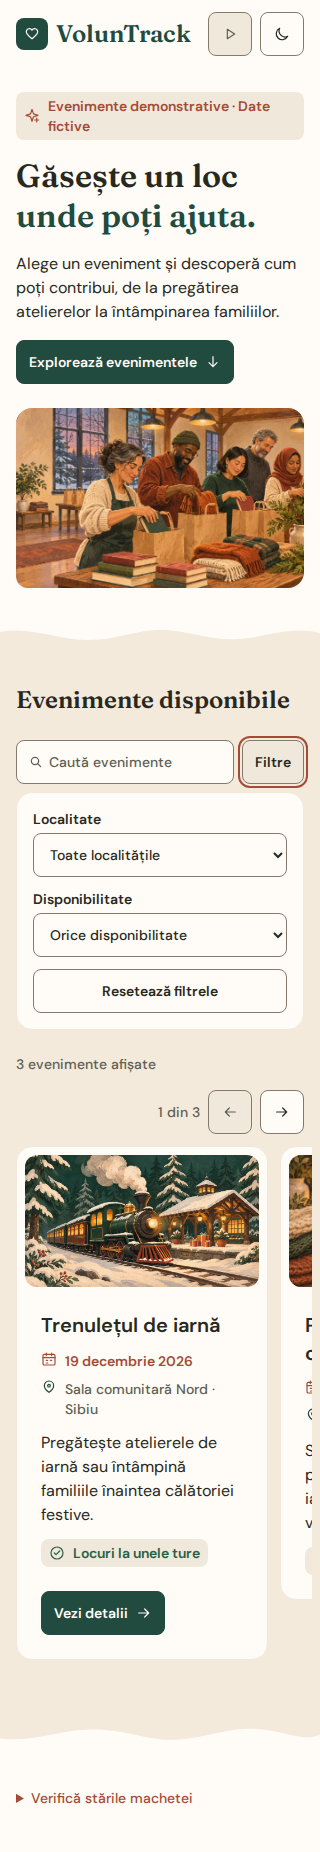 VolunTrack
Evenimente demonstrative · Date
fictive
Găsește un loc
unde poți ajuta.
Alege un eveniment și descoperă cum
poți contribui, de la pregătirea
atelierelor la întâmpinarea familiilor.
Explorează evenimentele
Evenimente disponibile
Caută evenimente
Filtre
Localitate
Toate localitățile
Disponibilitate
Orice disponibilitate
Resetează filtrele
3 evenimente afișate
1 din 3
Trenulețul de iarnă
19 decembrie 2026
Sala comunitară Nord ·
Sibiu
Pregătește atelierele de
iarnă sau întâmpină
familiile înaintea călătoriei
festive.
Locuri la unele ture
Vezi detalii
Verifică stările machetei